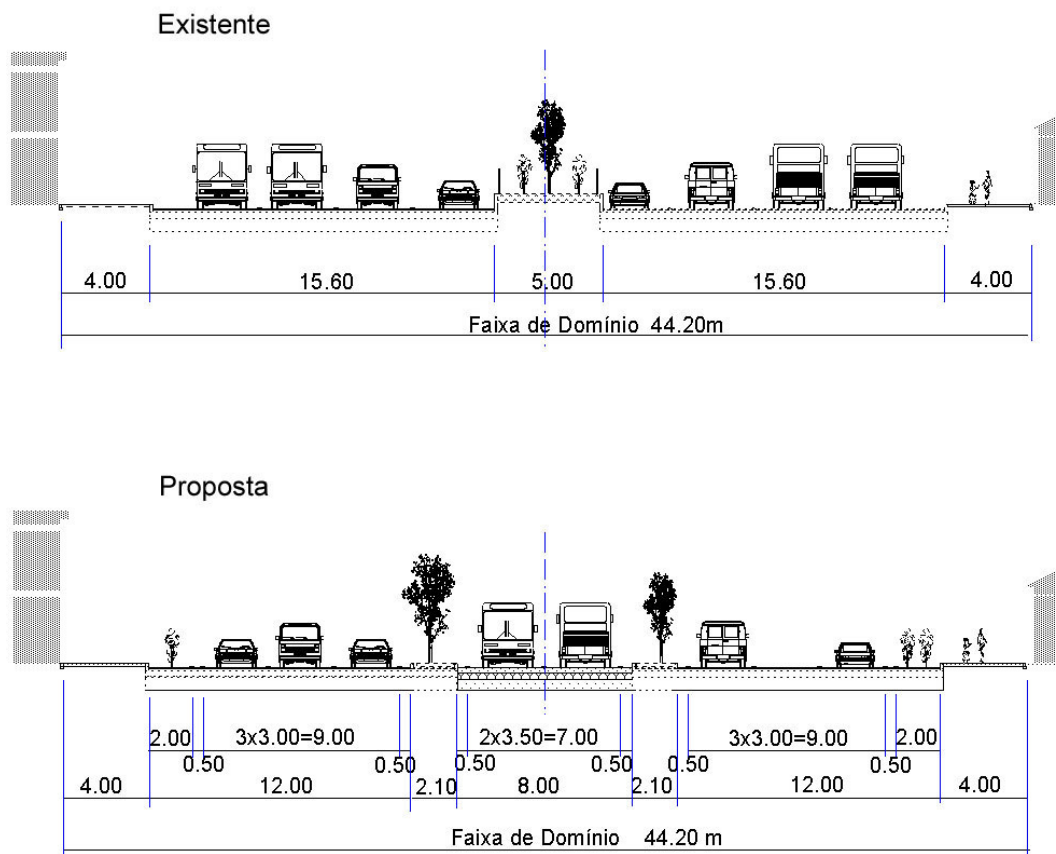 Existente
4.00 15.60 5.00 15.60 4.00
Faixa de Domínio 44.20m
Proposta
2.00 3x3.00=9.00 2x3.50=7.00 3x3.00=9.00 2.00
0.50 0.50 0.50 0.50 0.50 0.50
4.00 12.00 2.10 8.00 2.10 12.00 4.00
Faixa de Domínio 44.20 m